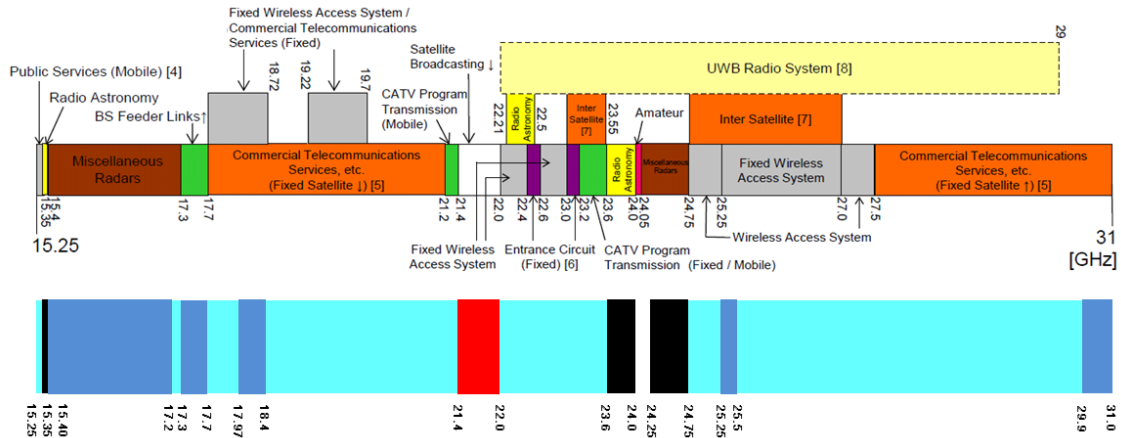 Fixed Wireless Access System /
Commercial Telecommunications
Services (Fixed)
Satellite
Broadcasting ↓
29
Public Services (Mobile) [4]
Radio Astronomy
BS Feeder Links↑
18.72
19.22
19.7
CATV Program
Transmission
(Mobile)
UWB Radio System [8]
22.21
Radio
Astronomy
22.5
Inter
Satellite
[7]
23.55
Amateur
Inter Satellite [7]
Miscellaneous
Radars
Commercial Telecommunications
Services, etc.
(Fixed Satellite ↓) [5]
Radio
Astronomy
Miscellaneous
Radars
Fixed Wireless
Access System
Commercial Telecommunications
Services, etc.
(Fixed Satellite ↑) [5]
15.35
15.4
17.3
17.7
21.2
21.4
22.0
22.4
22.6
23.0
23.2
23.6
24.0
24.05
24.75
25.25
27.0
27.5
15.25
Fixed Wireless
Access System
Entrance Circuit
(Fixed) [6]
CATV Program
Transmission (Fixed / Mobile)
Wireless Access System
31
[GHz]
15.25
15.35
15.40
17.2
17.3
17.7
17.97
18.4
21.4
22.0
23.6
24.0
24.25
24.75
25.25
25.5
29.9
31.0